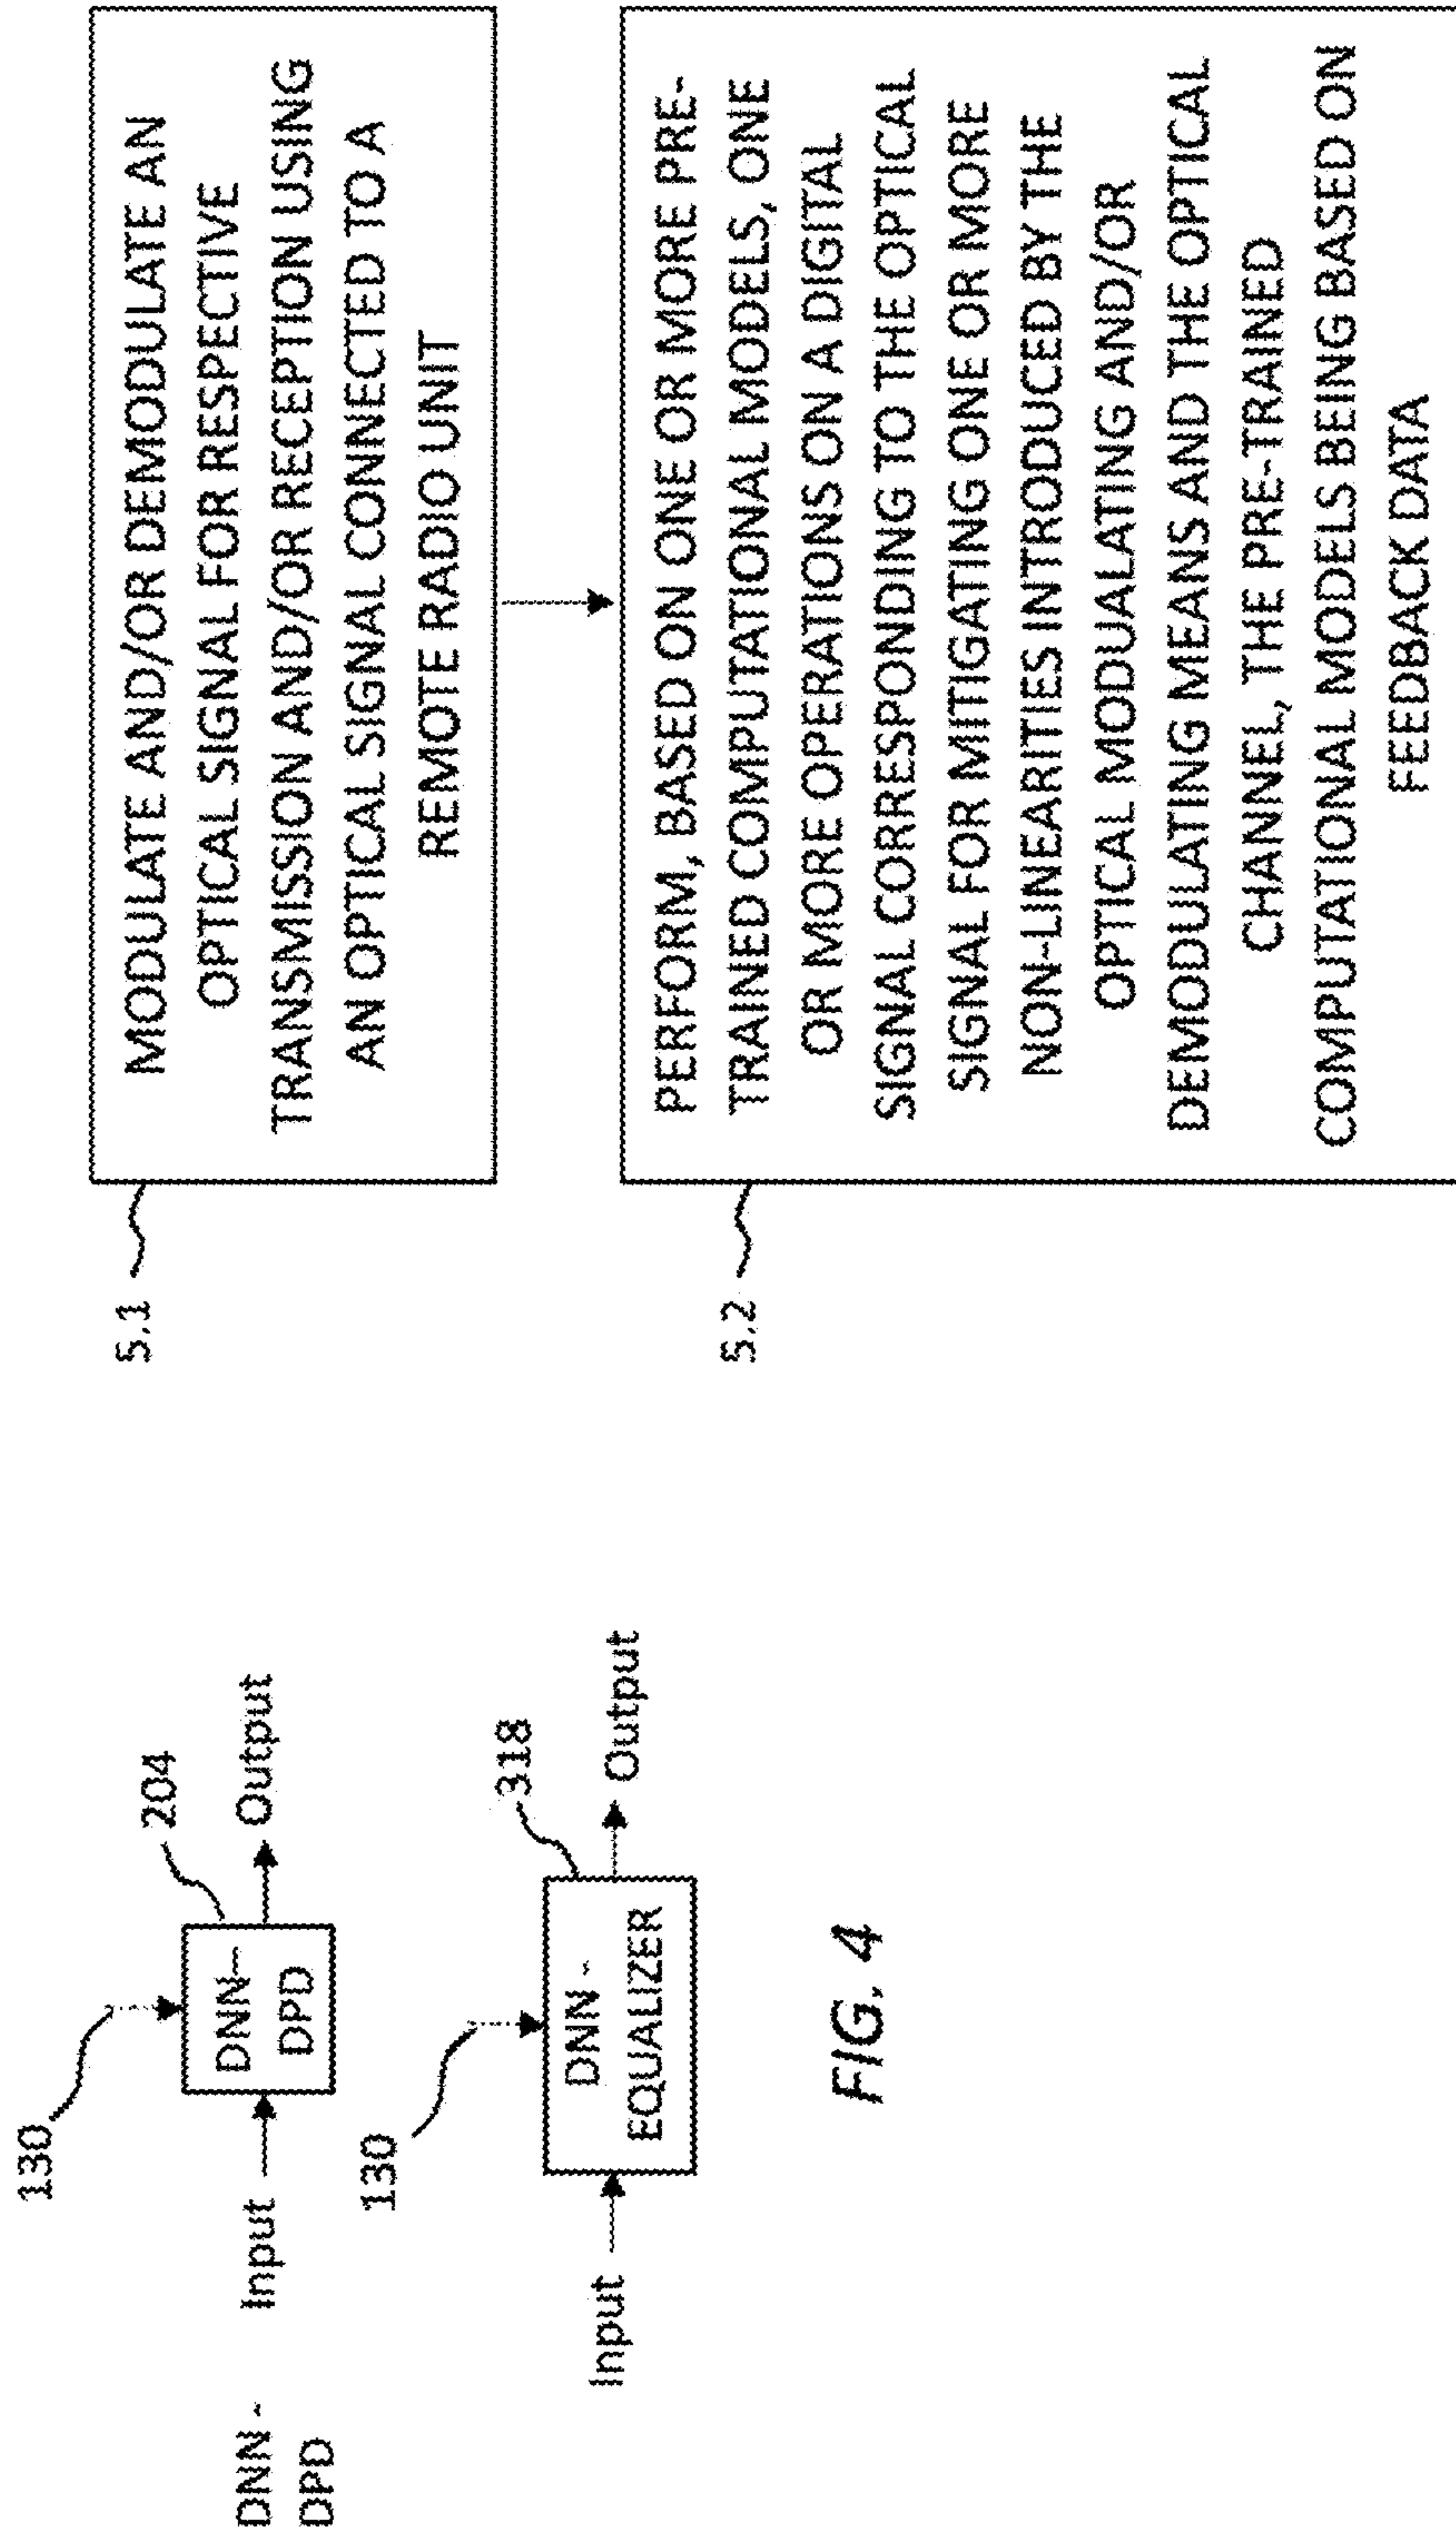 130
204
DNN -
DPD
Input
DNN–
DPD
Output
130
318
Input
DNN -
EQUALIZER
Output
FIG. 4
5.1
MODULATE AND/OR DEMODULATE AN
OPTICAL SIGNAL FOR RESPECTIVE
TRANSMISSION AND/OR RECEPTION USING
AN OPTICAL SIGNAL CONNECTED TO A
REMOTE RADIO UNIT
5.2
PERFORM, BASED ON ONE OR MORE PRE-
TRAINED COMPUTATIONAL MODELS, ONE
OR MORE OPERATIONS ON A DIGITAL
SIGNAL CORRESPONDING TO THE OPTICAL
SIGNAL FOR MITIGATING ONE OR MORE
NON-LINEARITIES INTRODUCED BY THE
OPTICAL MODUALATING AND/OR
DEMODULATING MEANS AND THE OPTICAL
CHANNEL, THE PRE-TRAINED
COMPUTATIONAL MODELS BEING BASED ON
FEEDBACK DATA